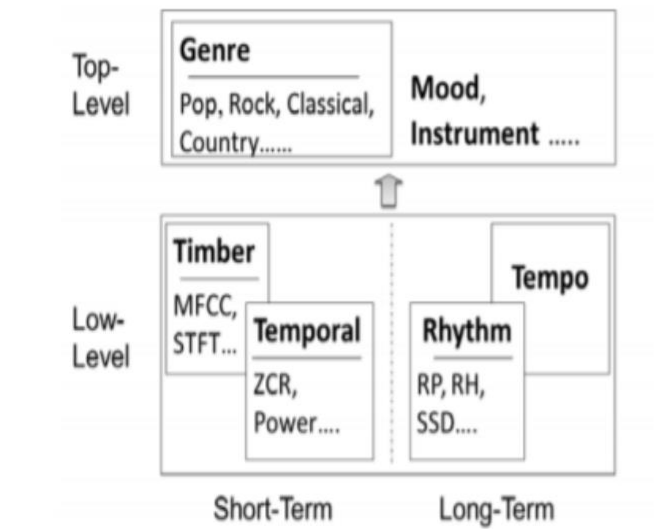 Top-
Level
Genre
Pop, Rock, Classical,
Country......
Mood,
Instrument .....
Low-
Level
Timber
MFCC,
STFT...
Temporal
ZCR,
Power....
Rhythm
RP, RH,
SSD....
Tempo
Short-Term
Long-Term